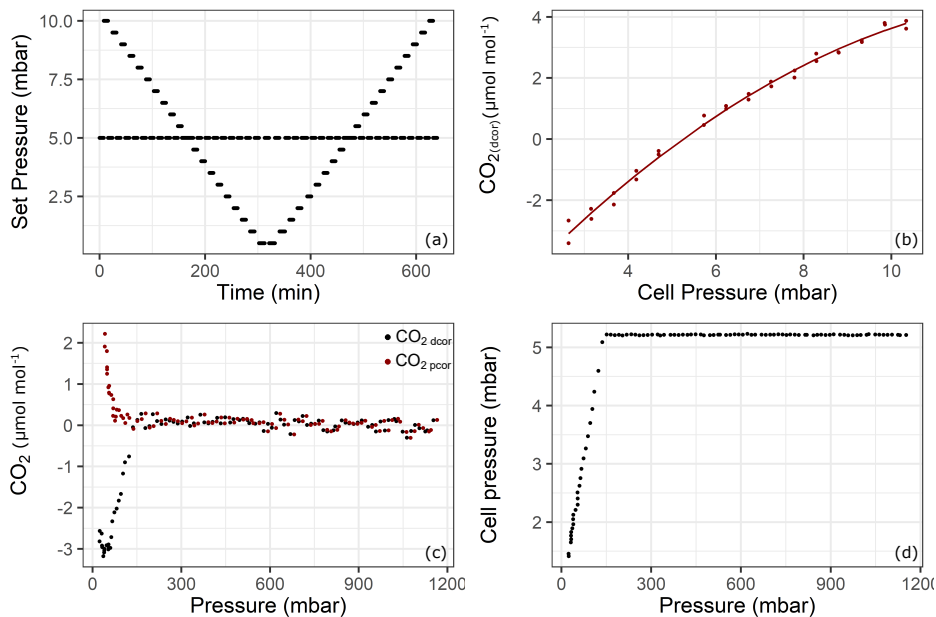 10.0
7.5
5.0
2.5
Set Pressure (mbar)
0
200
400
600
Time (min)
(a)
4
2
0
-2
CO2(dcor) (μmol mol-1)
4
6
8
10
Cell Pressure (mbar)
(b)
2
1
0
-1
-2
-3
CO2 (μmol mol-1)
CO2 dcor
CO2 pcor
0
300
600
900
1200
Pressure (mbar)
(c)
5
4
3
2
Cell pressure (mbar)
0
300
600
900
1200
Pressure (mbar)
(d)